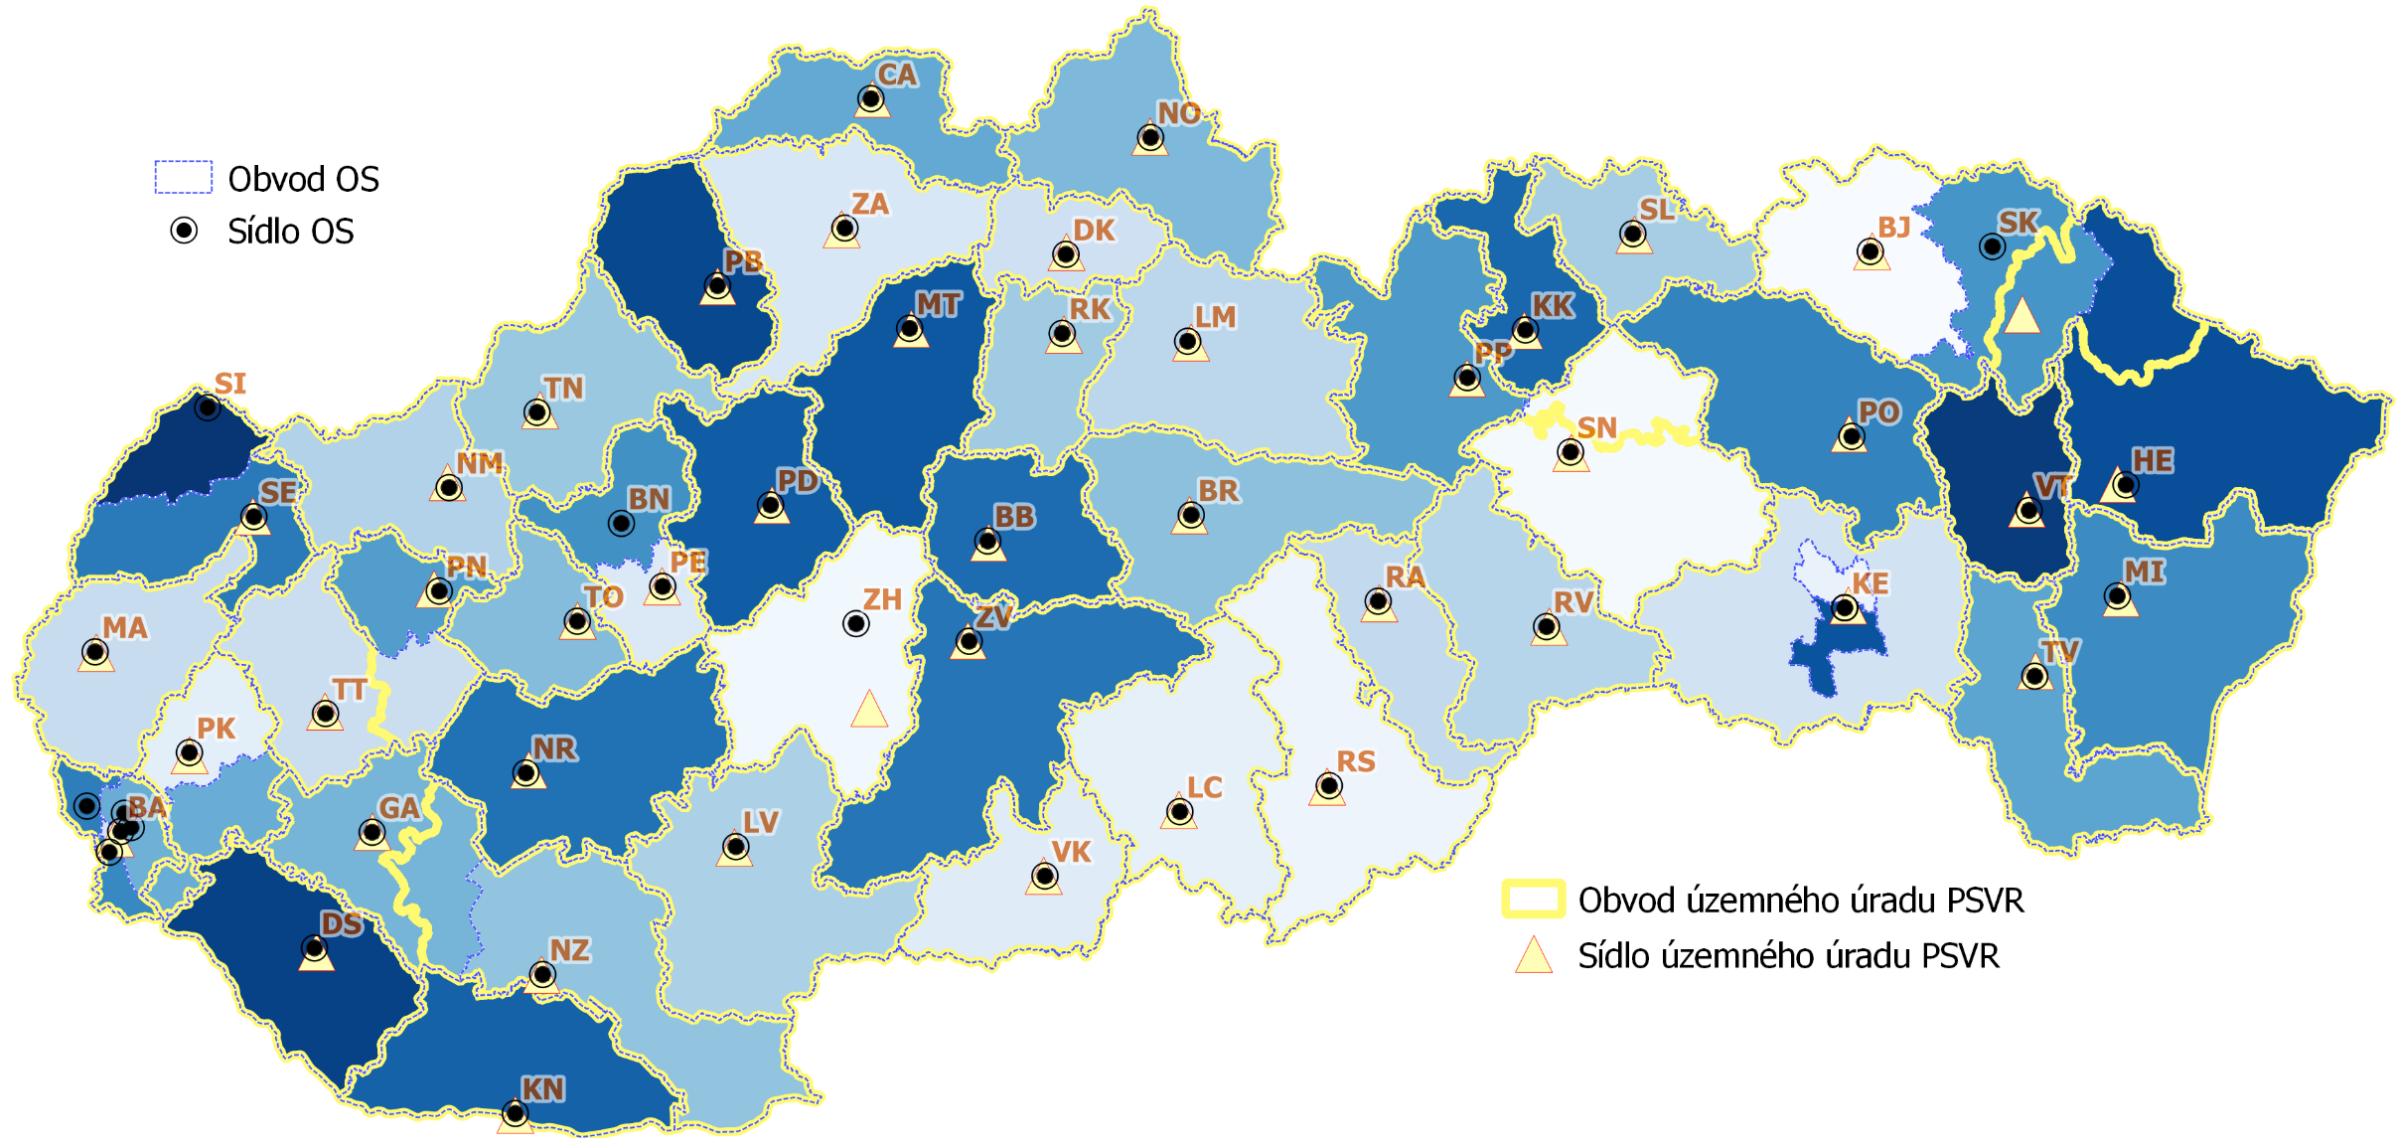 CA
NO
Obvod OS
Sídlo OS
ZA
DK
SL
BJ
SK
PB
MT
RK
LM
KK
PP
SI
TN
PO
SN
NM
SE
BN
PD
BB
BR
VT
HE
PN
PE
TO
ZH
ZV
RA
RV
KE
MI
MA
TV
TT
PK
NR
RS
LC
BA
GA
LV
VK
DS
NZ
KN
Obvod územného úradu PSVR
Sídlo územného úradu PSVR